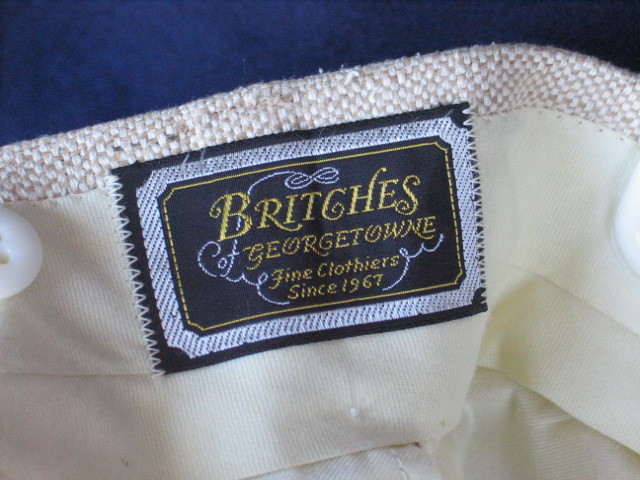 BRITCHES
of GEORGETOWNE
Fine Clothiers
Since 1967